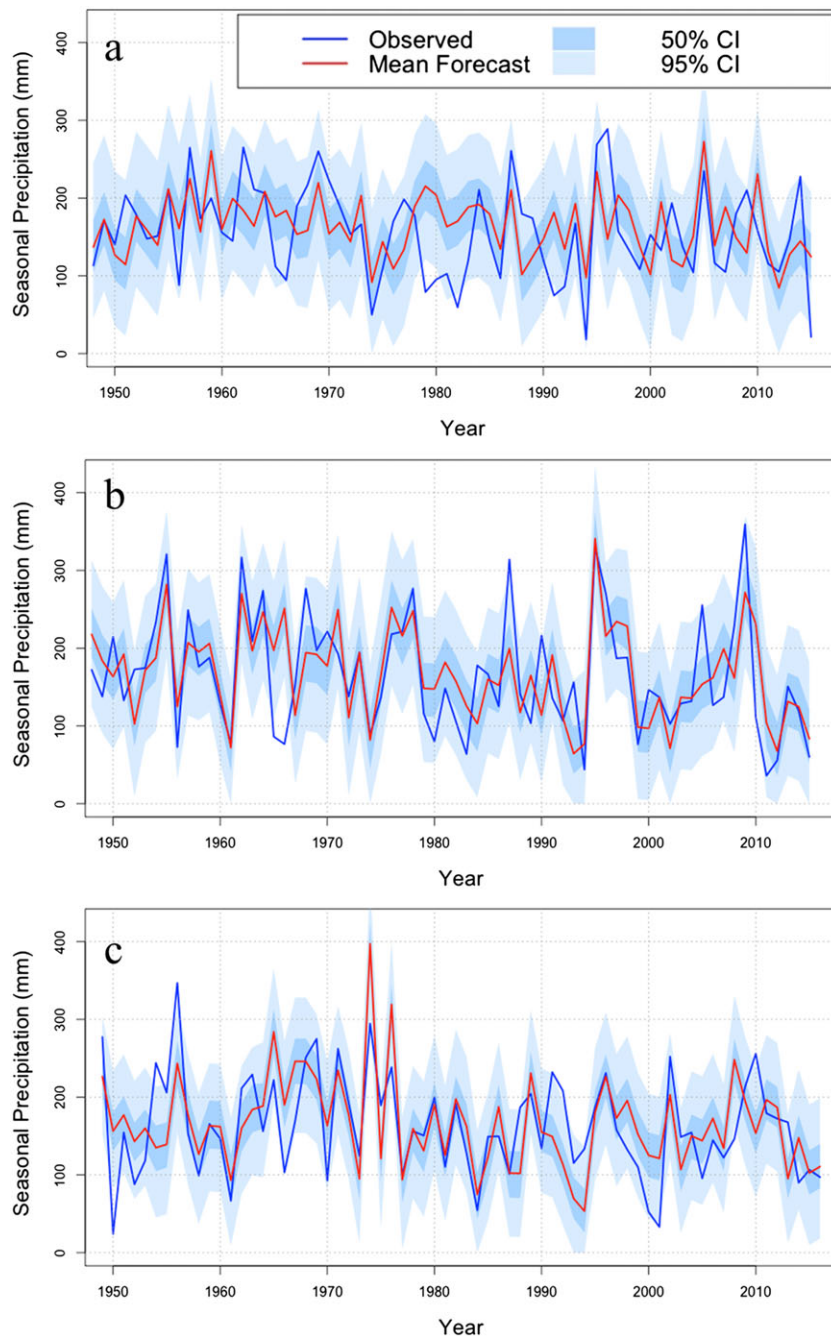 a
Observed
50% CI
Mean Forecast
95% CI
Seasonal Precipitation (mm)
400
300
200
100
0
1950 1960 1970 1980 1990 2000 2010
Year
b
Seasonal Precipitation (mm)
400
300
200
100
0
1950 1960 1970 1980 1990 2000 2010
Year
c
Seasonal Precipitation (mm)
400
300
200
100
0
1950 1960 1970 1980 1990 2000 2010
Year